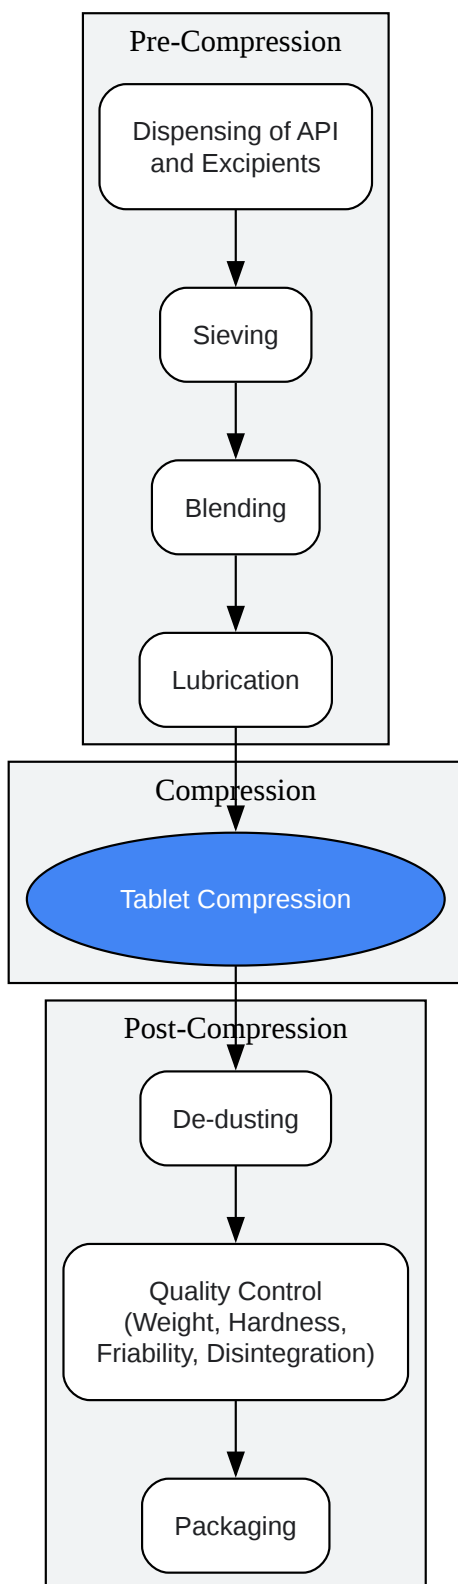 Pre-Compression
Dispensing of API
and Excipients
Sieving
Blending
Lubrication
Compression
Tablet Compression
Post-Compression
De-dusting
Quality Control
(Weight, Hardness,
Friability, Disintegration)
Packaging